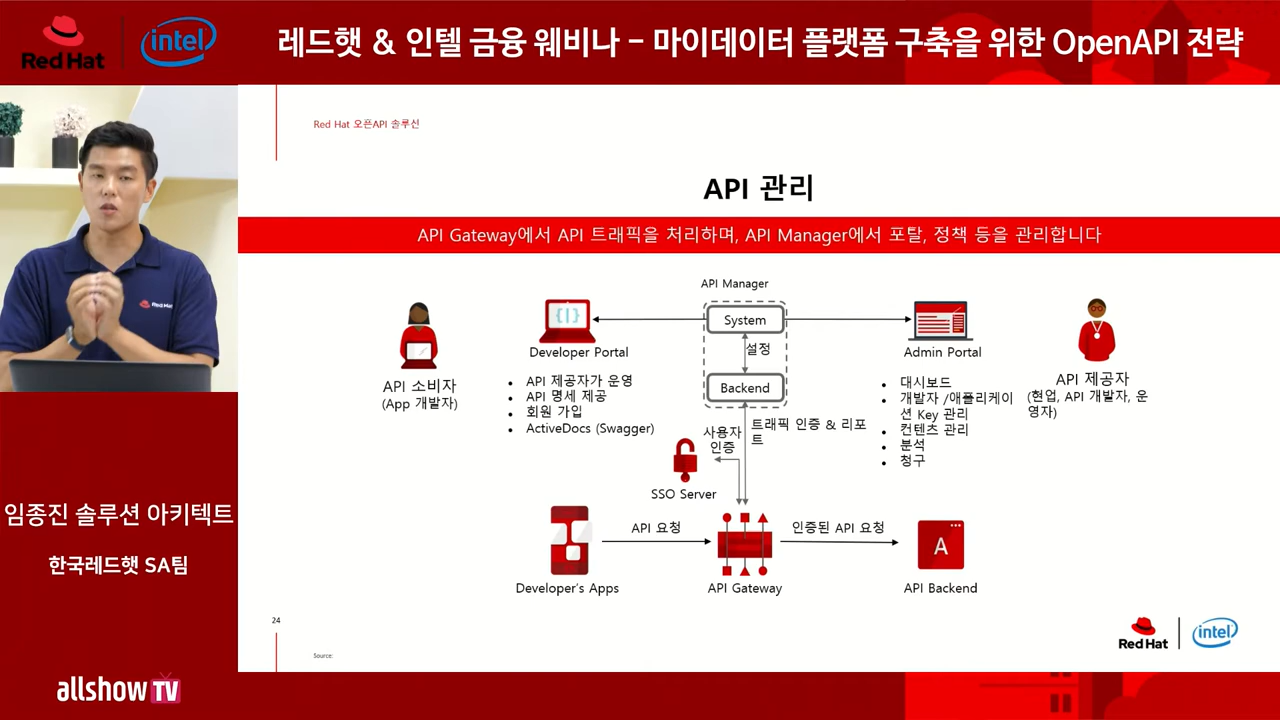 Red Hat
intel
레드햇 & 인텔 금융 웨비나 - 마이데이터 플랫폼 구축을 위한 OpenAPI 전략
Red Hat 오픈API 솔루션
API 관리
API Gateway에서 API 트래픽을 처리하며, API Manager에서 포탈, 정책 등을 관리합니다
API Manager
System
설정
Backend
Developer Portal
• API 제공자가 운영
• API 명세 제공
• 회원 가입
• ActiveDocs (Swagger)
Admin Portal
• 대시보드
• 개발자 /애플리케이
션 Key 관리
• 컨텐츠 관리
• 분석
• 청구
API 소비자
(App 개발자)
API 제공자
(현업, API 개발자, 운
영자)
사용자
인증
트래픽 인증 & 리포
트
SSO Server
API 요청
인증된 API 요청
A
Developer's Apps
API Gateway
API Backend
24
Source:
Red Hat
intel
Red Hat
임종진 솔루션 아키텍트
한국레드햇 SA팀
allshow TV